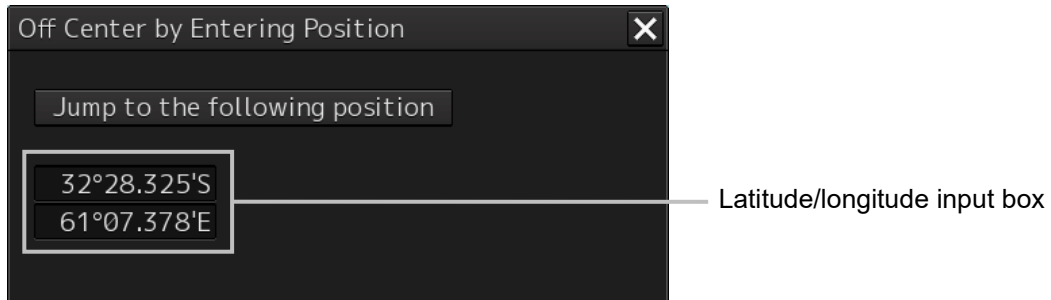 Off Center by Entering Position
Jump to the following position
32°28.325'S
61°07.378'E
Latitude/longitude input box